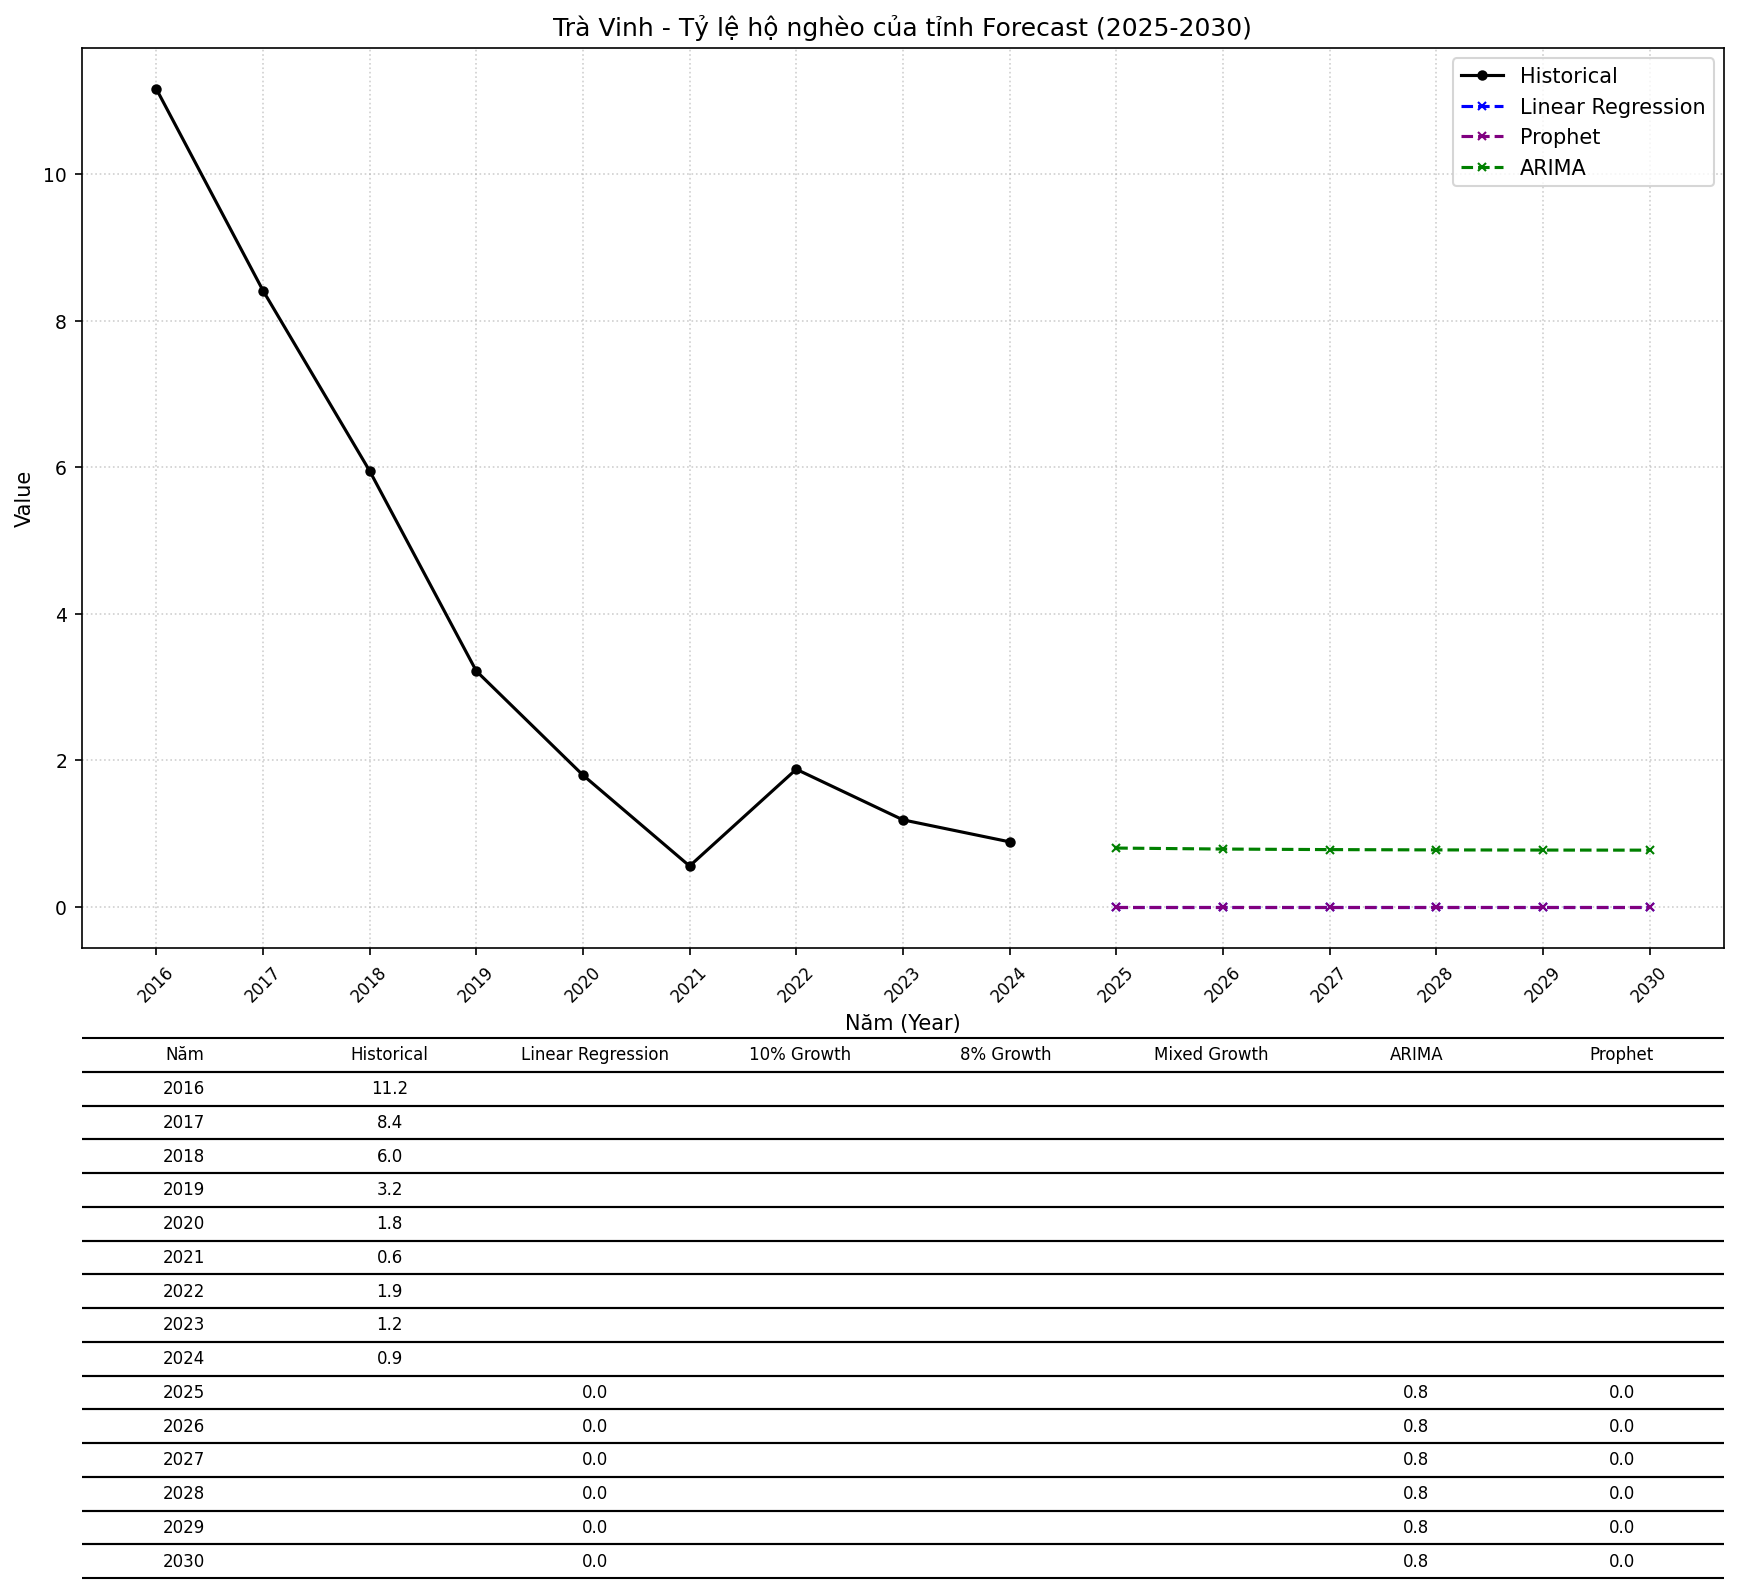 Trà Vinh - Tỷ lệ hộ nghèo của tỉnh Forecast (2025-2030)
Historical
Linear Regression
Prophet
ARIMA
10
8
6
4
2
0
Value
2016 2017 2018 2019 2020 2021 2022 2023 2024 2025 2026 2027 2028 2029 2030
Năm (Year)
Năm Historical Linear Regression 10% Growth 8% Growth Mixed Growth ARIMA Prophet
2016 11.2
2017 8.4
2018 6.0
2019 3.2
2020 1.8
2021 0.6
2022 1.9
2023 1.2
2024 0.9
2025 0.0 0.8 0.0
2026 0.0 0.8 0.0
2027 0.0 0.8 0.0
2028 0.0 0.8 0.0
2029 0.0 0.8 0.0
2030 0.0 0.8 0.0